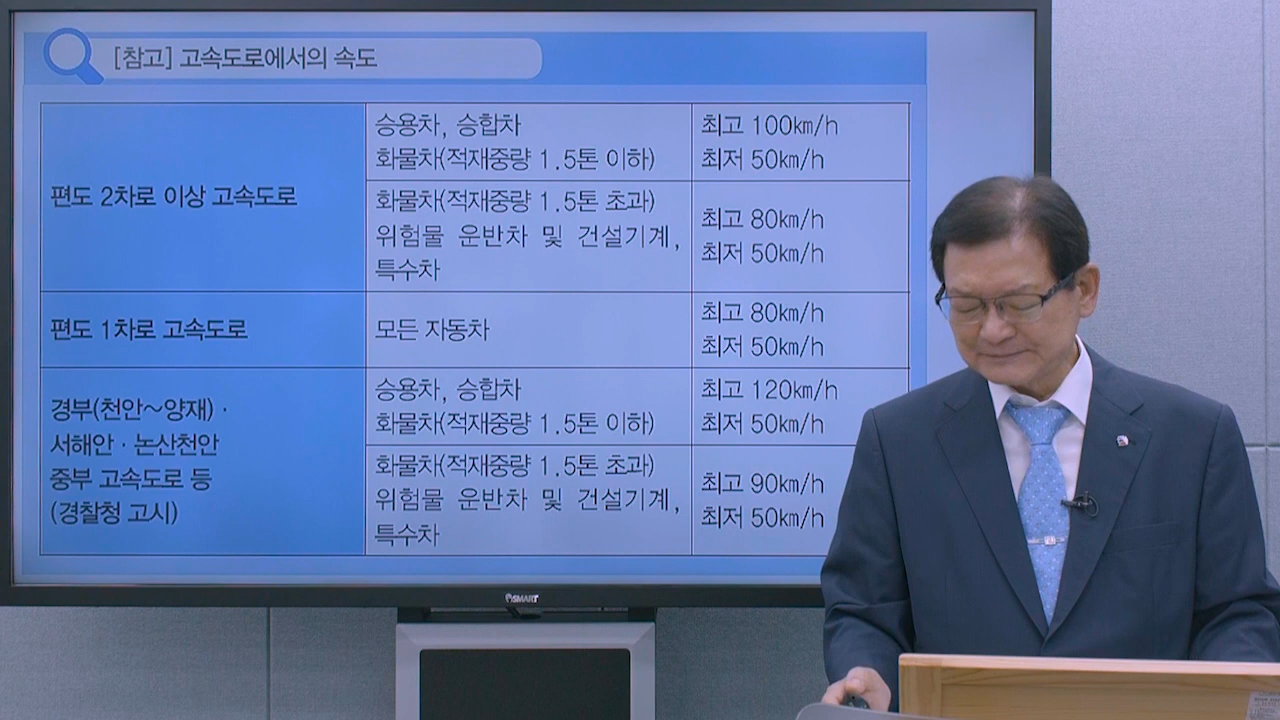 [참고] 고속도로에서의 속도
편도 2차로 이상 고속도로
승용차, 승합차
화물차(적재중량 1.5톤 이하)
최고 100km/h
최저 50km/h
화물차(적재중량 1.5톤 초과)
위험물 운반차 및 건설기계,
특수차
최고 80km/h
최저 50km/h
편도 1차로 고속도로
모든 자동차
최고 80km/h
최저 50km/h
경부(천안~양재)·
서해안·논산천안
중부 고속도로 등
(경찰청 고시)
승용차, 승합차
화물차(적재중량 1.5톤 이하)
최고 120km/h
최저 50km/h
화물차(적재중량 1.5톤 초과)
위험물 운반차 및 건설기계,
특수차
최고 90km/h
최저 50km/h